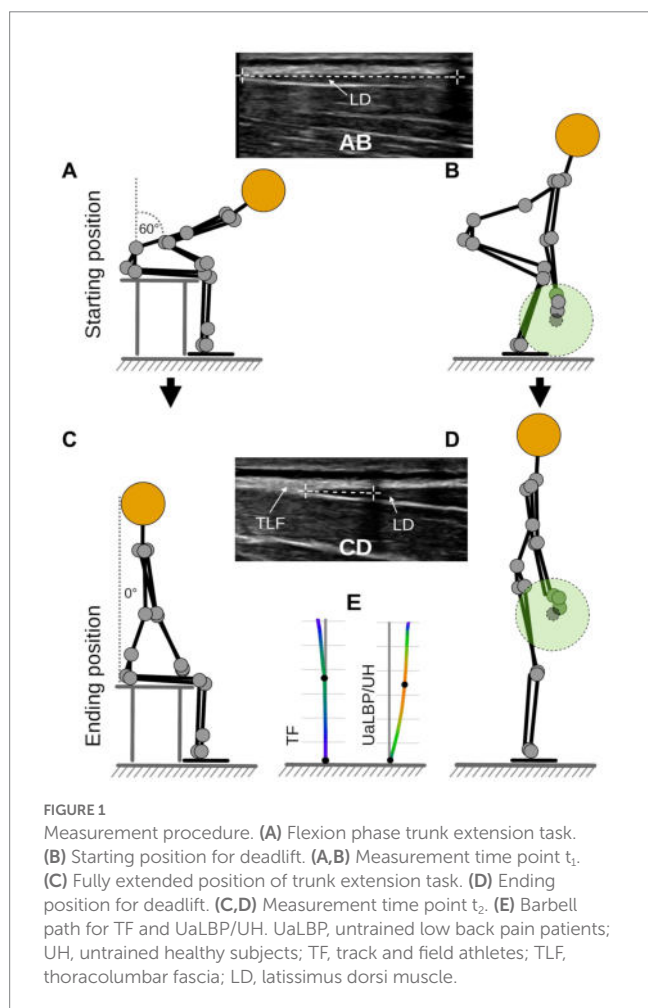 LD
AB
A
B
60°
Starting position
C
D
TLF
LD
CD
0°
E
Ending position
TF
UaLBP/UH
FIGURE 1
Measurement procedure. (A) Flexion phase trunk extension task.
(B) Starting position for deadlift. (A,B) Measurement time point t₁.
(C) Fully extended position of trunk extension task. (D) Ending
position for deadlift. (C,D) Measurement time point t₂. (E) Barbell
path for TF and UaLBP/UH. UaLBP, untrained low back pain patients;
UH, untrained healthy subjects; TF, track and field athletes; TLF,
thoracolumbar fascia; LD, latissimus dorsi muscle.